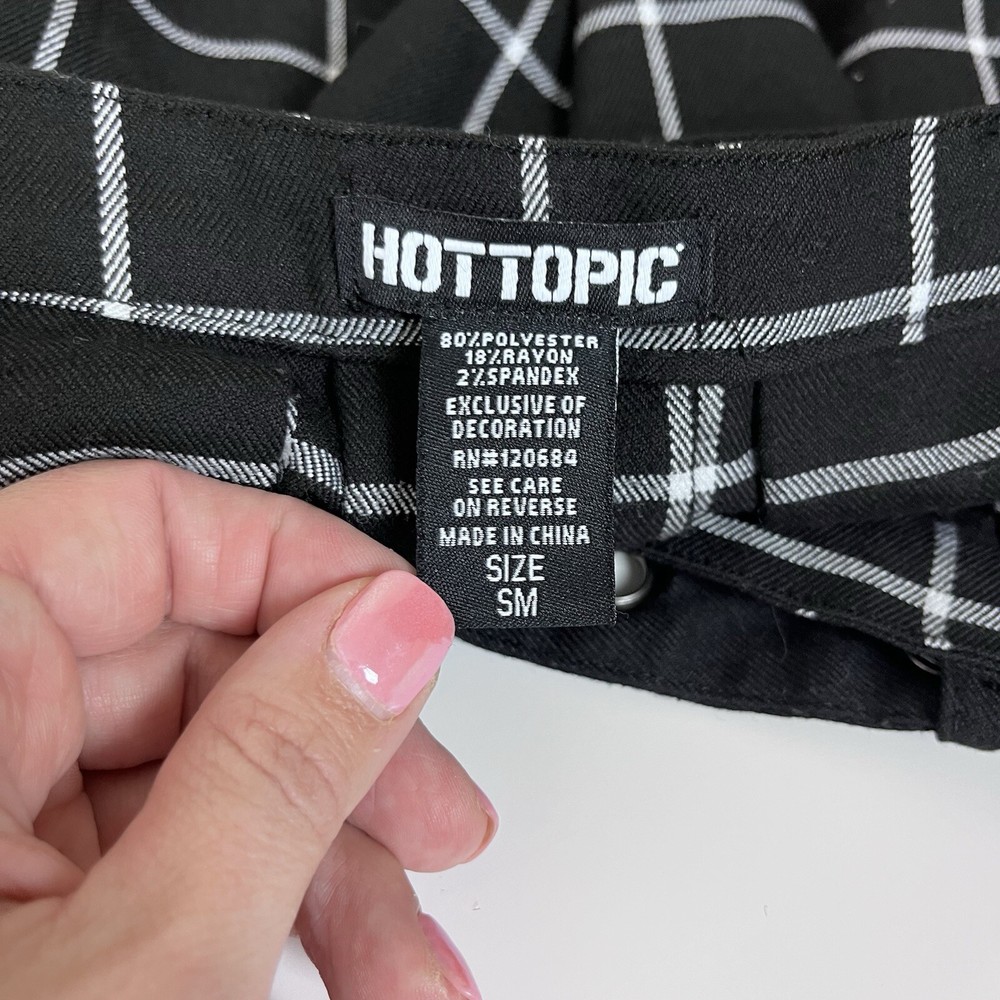 HOTTOPIC
80%POLYESTER
18%RAYON
2%SPANDEX
EXCLUSIVE OF
DECORATION
RN#120684
SEE CARE
ON REVERSE
MADE IN CHINA
SIZE
SM